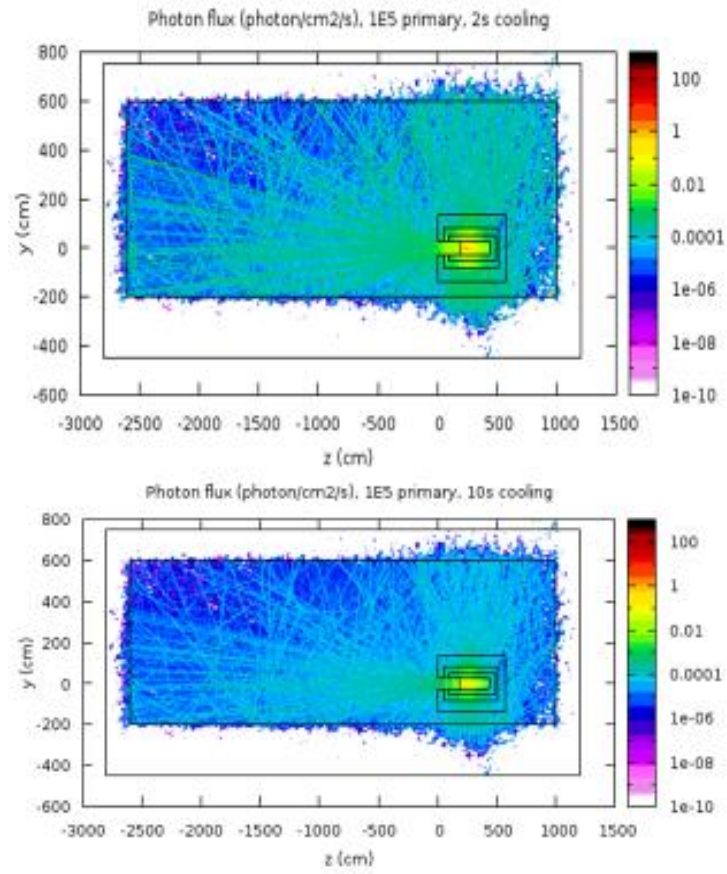 Photon flux (photon/cm2/s), 1E5 primary, 2s cooling
800
600
400
200
0
-200
-400
-600
y (cm)
-3000 -2500 -2000 -1500 -1000 -500 0 500 1000 1500
z (cm)
100
1
0.01
0.0001
1e-06
1e-08
1e-10
Photon flux (photon/cm2/s), 1E5 primary, 10s cooling
800
600
400
200
0
-200
-400
-600
y (cm)
-3000 -2500 -2000 -1500 -1000 -500 0 500 1000 1500
z (cm)
100
1
0.01
0.0001
1e-06
1e-08
1e-10